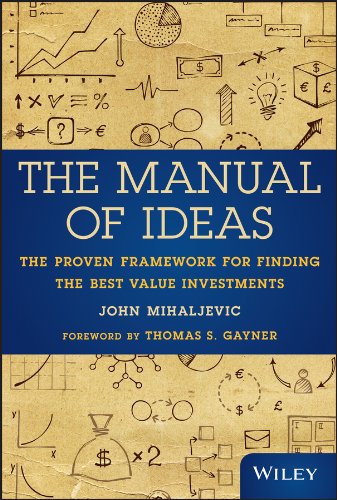 THE MANUAL
OF IDEAS
THE PROVEN FRAMEWORK FOR FINDING
THE BEST VALUE INVESTMENTS
JOHN MIHALJEVIC
FOREWORD BY THOMAS S. GAYNER
x2
WILEY